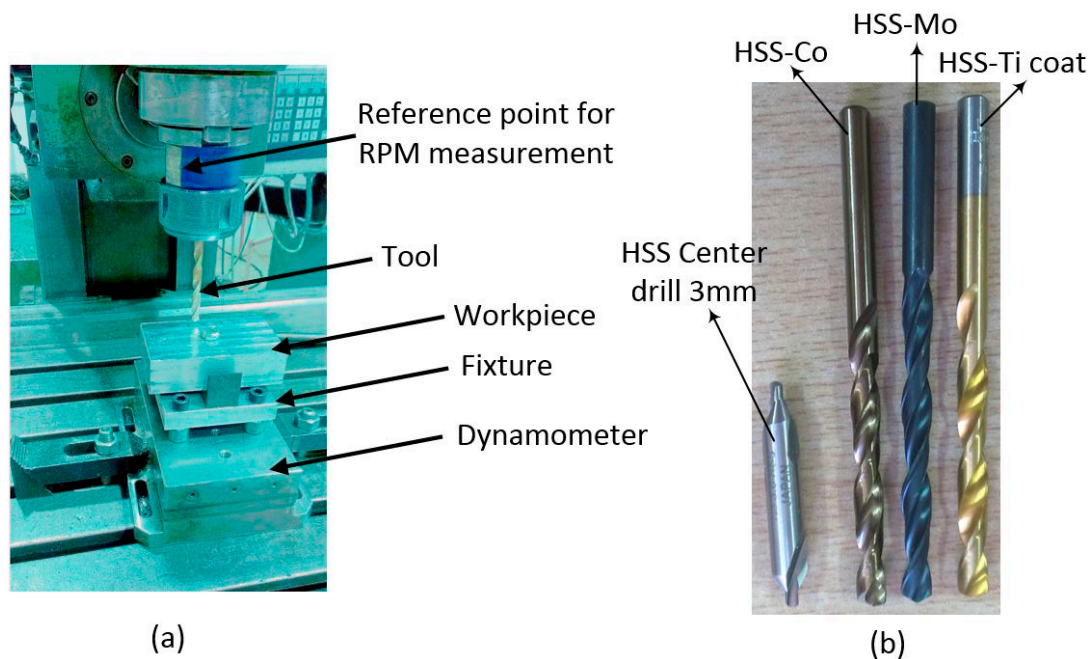 Reference point for
RPM measurement
Tool
Workpiece
Fixture
Dynamometer
(a)
HSS-Mo
HSS-Co
HSS-Ti coat
HSS Center
drill 3mm
(b)